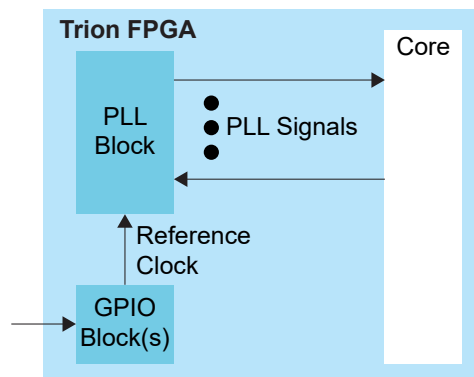 Trion FPGA
Core
PLL
Block
PLL Signals
Reference
Clock
GPIO
Block(s)